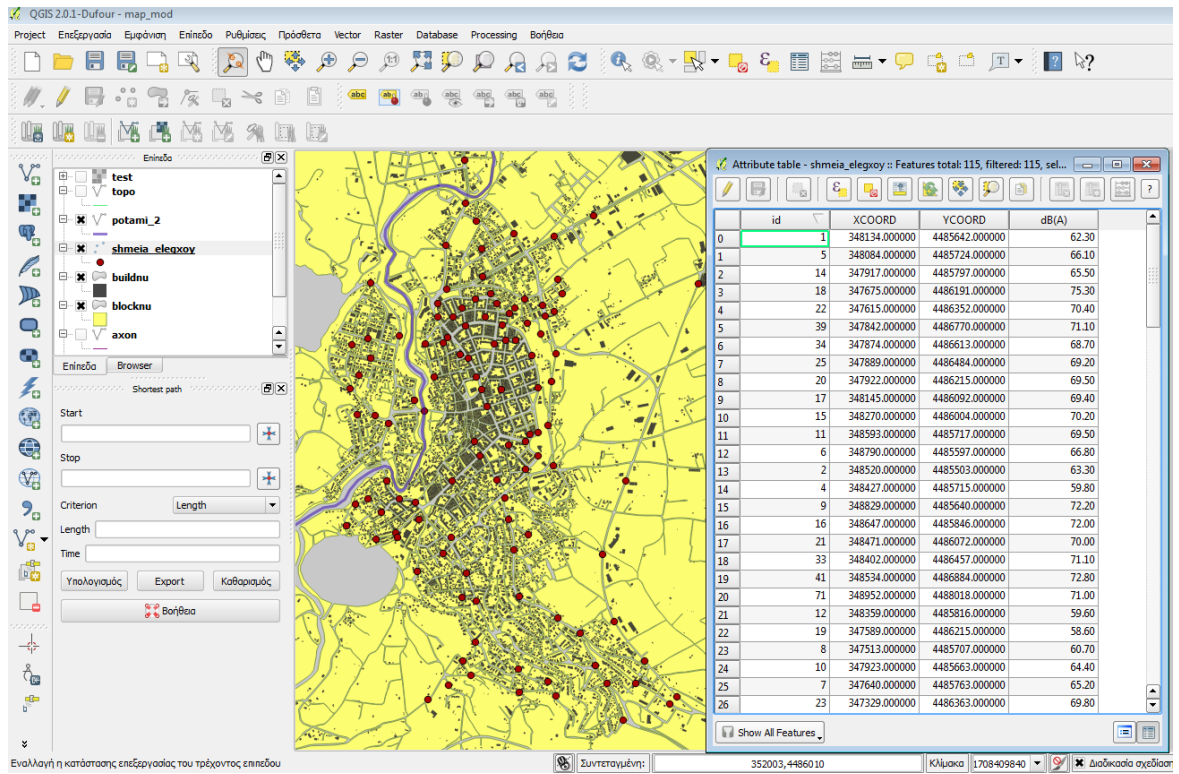 QGIS 2.0.1-Dufour - map_mod
Project Επεξεργασία Εμφάνιση Επίπεδο Ρυθμίσεις Πρόσθετα Vector Raster Database Processing Βοήθεια
Επίπεδα
test
topo
potami_2
shmeia_elegxoy
buildnu
blocknu
axon
Επίπεδα Browser
Shortest path
Start
Stop
Criterion Length
Length
Time
Υπολογισμός Export Καθαρισμός
Βοήθεια
Attribute table - shmeia_elegxoy :: Features total: 115, filtered: 115, sel...
id XCOORD YCOORD dB(A)
0 1 348134.000000 4485642.000000 62.30
1 5 348084.000000 4485724.000000 66.10
2 14 347917.000000 4485797.000000 65.50
3 18 347675.000000 4486191.000000 75.30
4 22 347615.000000 4486352.000000 70.40
5 39 347842.000000 4486770.000000 71.10
6 34 347874.000000 4486613.000000 68.70
7 25 347889.000000 4486484.000000 69.20
8 20 347922.000000 4486215.000000 69.50
9 17 348145.000000 4486092.000000 69.40
10 15 348270.000000 4486004.000000 70.20
11 11 348593.000000 4485717.000000 69.50
12 6 348790.000000 4485597.000000 66.80
13 2 348520.000000 4485503.000000 63.30
14 4 348427.000000 4485715.000000 59.80
15 9 348829.000000 4485640.000000 72.20
16 16 348647.000000 4485846.000000 72.00
17 21 348471.000000 4486072.000000 70.00
18 33 348402.000000 4486457.000000 71.10
19 41 348534.000000 4486884.000000 72.80
20 71 348952.000000 4488018.000000 71.00
21 12 348359.000000 4485816.000000 59.60
22 19 347589.000000 4486215.000000 58.60
23 8 347513.000000 4485707.000000 60.70
24 10 347923.000000 4485663.000000 64.40
25 7 347640.000000 4485763.000000 65.20
26 23 347329.000000 4486363.000000 69.80
Show All Features
Εναλλαγή η κατάστασης επεξεργασίας του τρέχοντος επιπεδου Συντεταγμένη: 352003,4486010 Κλίμακα 1708409840 Διαδικασία σχεδίασης